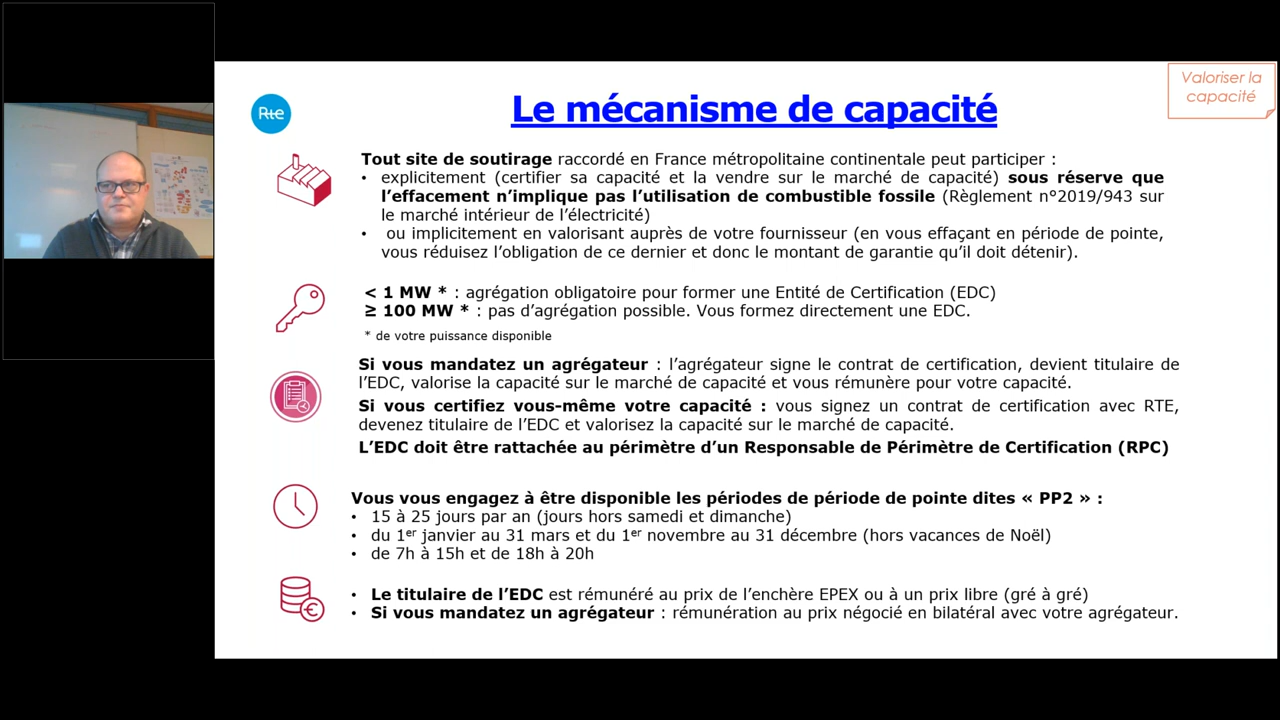 Rte
Le mécanisme de capacité
Valoriser la
capacité
Tout site de soutirage raccordé en France métropolitaine continentale peut participer :
• explicitement (certifier sa capacité et la vendre sur le marché de capacité) sous réserve que
l’effacement n’implique pas l’utilisation de combustible fossile (Règlement n°2019/943 sur
le marché intérieur de l’électricité)
• ou implicitement en valorisant auprès de votre fournisseur (en vous effaçant en période de pointe,
vous réduisez l’obligation de ce dernier et donc le montant de garantie qu’il doit détenir).
< 1 MW * : agrégation obligatoire pour former une Entité de Certification (EDC)
≥ 100 MW * : pas d’agrégation possible. Vous formez directement une EDC.
* de votre puissance disponible
Si vous mandatez un agrégateur : l’agrégateur signe le contrat de certification, devient titulaire de
l’EDC, valorise la capacité sur le marché de capacité et vous rémunère pour votre capacité.
Si vous certifiez vous-même votre capacité : vous signez un contrat de certification avec RTE,
devenez titulaire de l’EDC et valorisez la capacité sur le marché de capacité.
L’EDC doit être rattachée au périmètre d’un Responsable de Périmètre de Certification (RPC)
Vous vous engagez à être disponible les périodes de période de pointe dites « PP2 » :
• 15 à 25 jours par an (jours hors samedi et dimanche)
• du 1er janvier au 31 mars et du 1er novembre au 31 décembre (hors vacances de Noël)
• de 7h à 15h et de 18h à 20h
• Le titulaire de l’EDC est rémunéré au prix de l’enchère EPEX ou à un prix libre (gré à gré)
• Si vous mandatez un agrégateur : rémunération au prix négocié en bilatéral avec votre agrégateur.